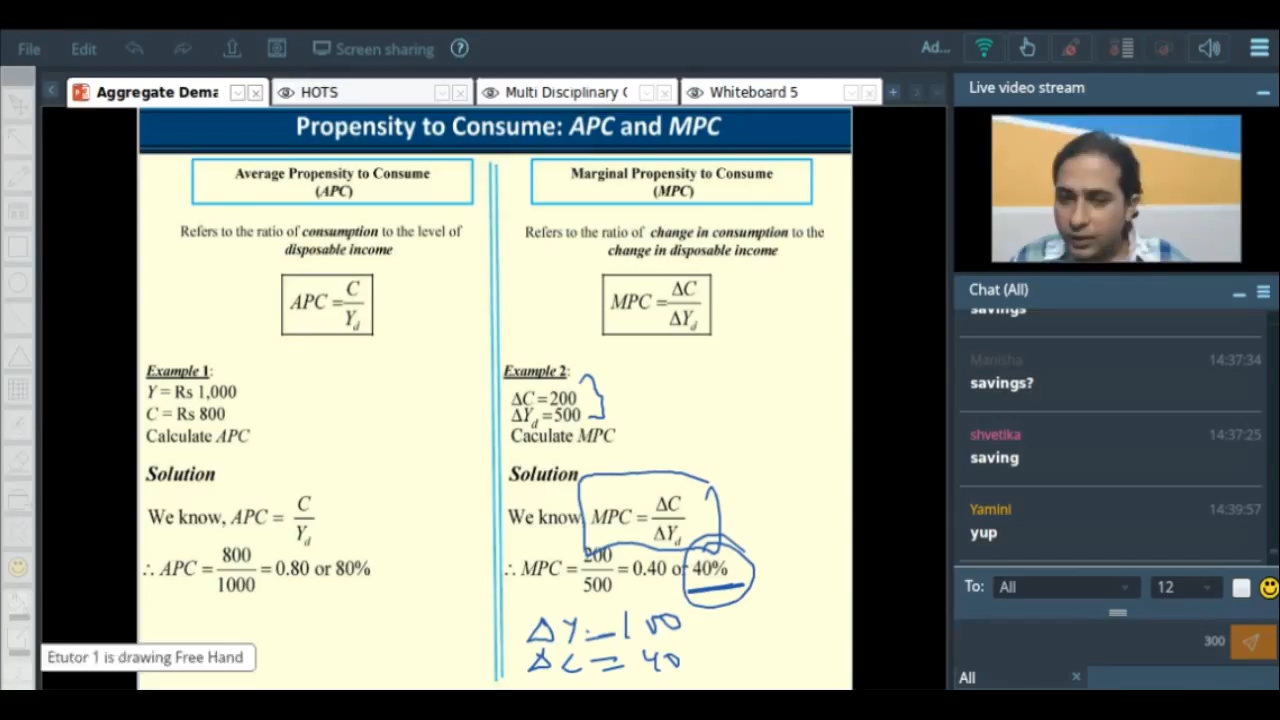 File Edit Screen sharing ? Ad...
Aggregate Dema HOTS Multi Disciplinary C Whiteboard 5
Propensity to Consume: APC and MPC
Average Propensity to Consume
(APC)
Refers to the ratio of consumption to the level of
disposable income
APC = C / Yd
Example 1:
Y = Rs 1,000
C = Rs 800
Calculate APC
Solution
We know, APC = C / Yd
∴ APC = 800 / 1000 = 0.80 or 80%
Marginal Propensity to Consume
(MPC)
Refers to the ratio of change in consumption to the
change in disposable income
MPC = ΔC / ΔYd
Example 2:
ΔC = 200
ΔYd = 500
Caculate MPC
Solution
We know, MPC = ΔC / ΔYd
∴ MPC = 200 / 500 = 0.40 or 40%
ΔY = 100
ΔC = 40
Etutor 1 is drawing Free Hand
Live video stream
Chat (All)
savings
Manisha 14:37:34
savings?
shvetika 14:37:25
saving
Yamini 14:39:57
yup
To: All 12
300
All